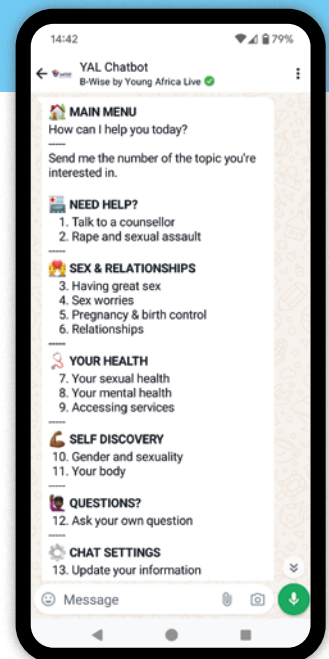 14:42
79%
B-wise
YAL Chatbot
B-Wise by Young Africa Live
MAIN MENU
How can I help you today?
-----
Send me the number of the topic you're
interested in.
-----
NEED HELP?
1. Talk to a counsellor
2. Rape and sexual assault
-----
SEX & RELATIONSHIPS
3. Having great sex
4. Sex worries
5. Pregnancy & birth control
6. Relationships
-----
YOUR HEALTH
7. Your sexual health
8. Your mental health
9. Accessing services
-----
SELF DISCOVERY
10. Gender and sexuality
11. Your body
-----
QUESTIONS?
12. Ask your own question
-----
CHAT SETTINGS
13. Update your information
Message